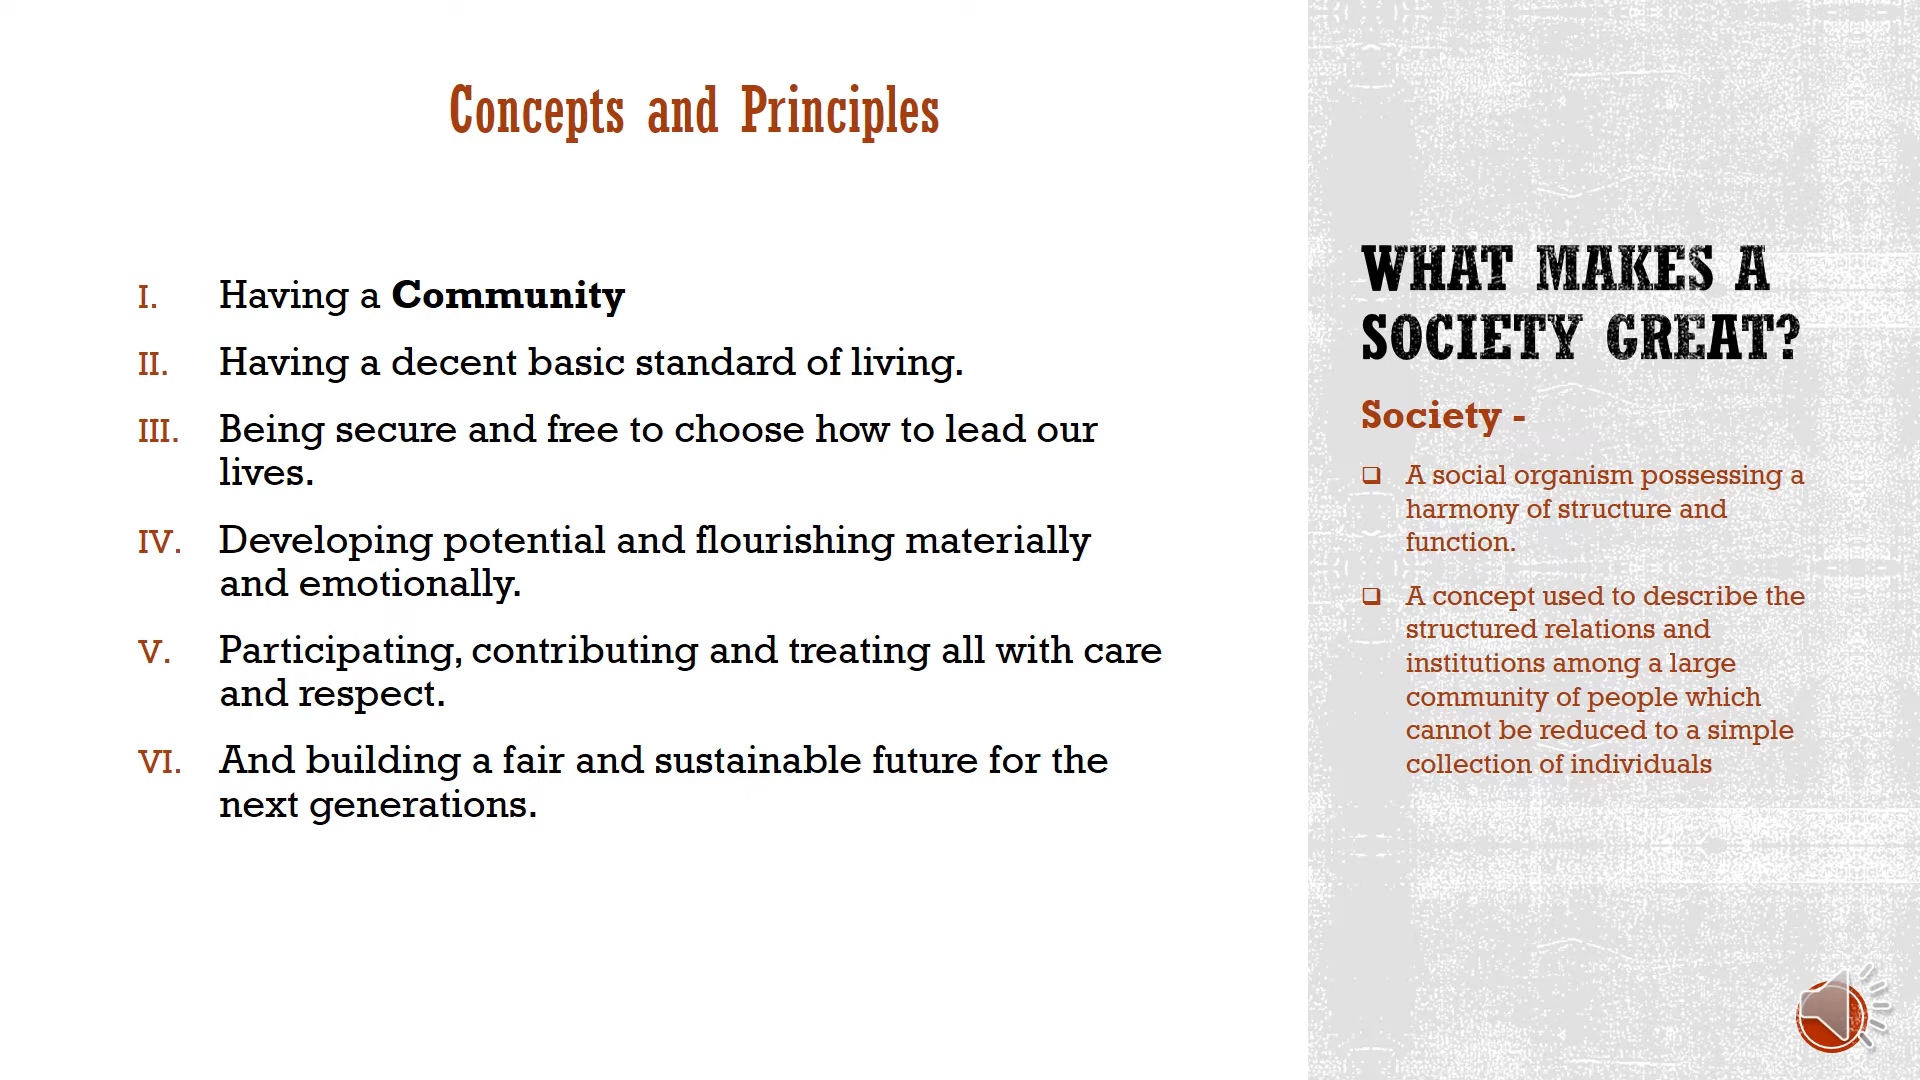 Concepts and Principles
I. Having a Community
II. Having a decent basic standard of living.
III. Being secure and free to choose how to lead our
lives.
IV. Developing potential and flourishing materially
and emotionally.
V. Participating, contributing and treating all with care
and respect.
VI. And building a fair and sustainable future for the
next generations.
WHAT MAKES A
SOCIETY GREAT?
Society -
A social organism possessing a
harmony of structure and
function.
A concept used to describe the
structured relations and
institutions among a large
community of people which
cannot be reduced to a simple
collection of individuals